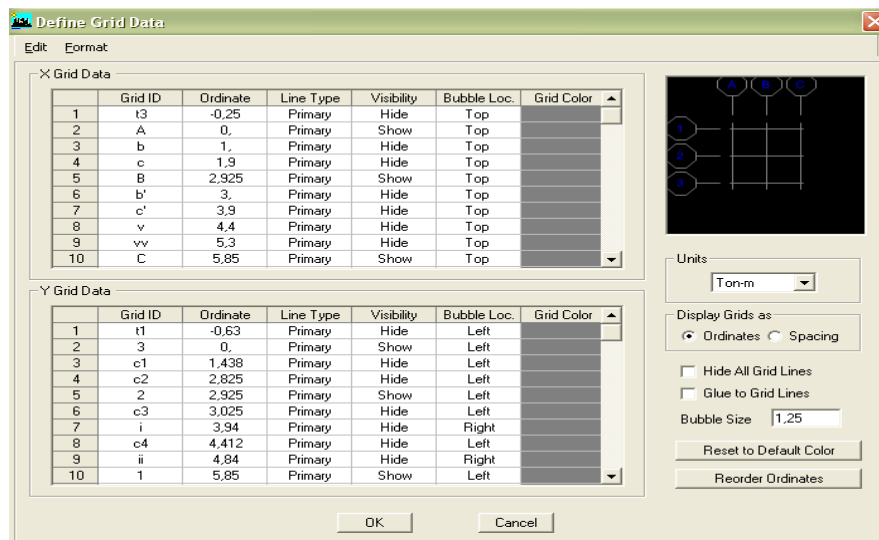 Define Grid Data
Edit Format
X Grid Data
Grid ID Ordinate Line Type Visibility Bubble Loc. Grid Color
1 t3 -0,25 Primary Hide Top
2 A 0, Primary Show Top
3 b 1, Primary Hide Top
4 c 1,9 Primary Hide Top
5 B 2,925 Primary Show Top
6 b' 3, Primary Hide Top
7 c' 3,9 Primary Hide Top
8 v 4,4 Primary Hide Top
9 vv 5,3 Primary Hide Top
10 C 5,85 Primary Show Top
Y Grid Data
Grid ID Ordinate Line Type Visibility Bubble Loc. Grid Color
1 t1 -0,63 Primary Hide Left
2 3 0, Primary Show Left
3 c1 1,438 Primary Hide Left
4 c2 2,825 Primary Hide Left
5 2 2,925 Primary Show Left
6 c3 3,025 Primary Hide Left
7 i 3,94 Primary Hide Right
8 c4 4,412 Primary Hide Left
9 ii 4,84 Primary Hide Right
10 1 5,85 Primary Show Left
A B C
1
2
3
Units
Ton-m
Display Grids as
Ordinates Spacing
Hide All Grid Lines
Glue to Grid Lines
Bubble Size 1,25
Reset to Default Color
Reorder Ordinates
OK Cancel